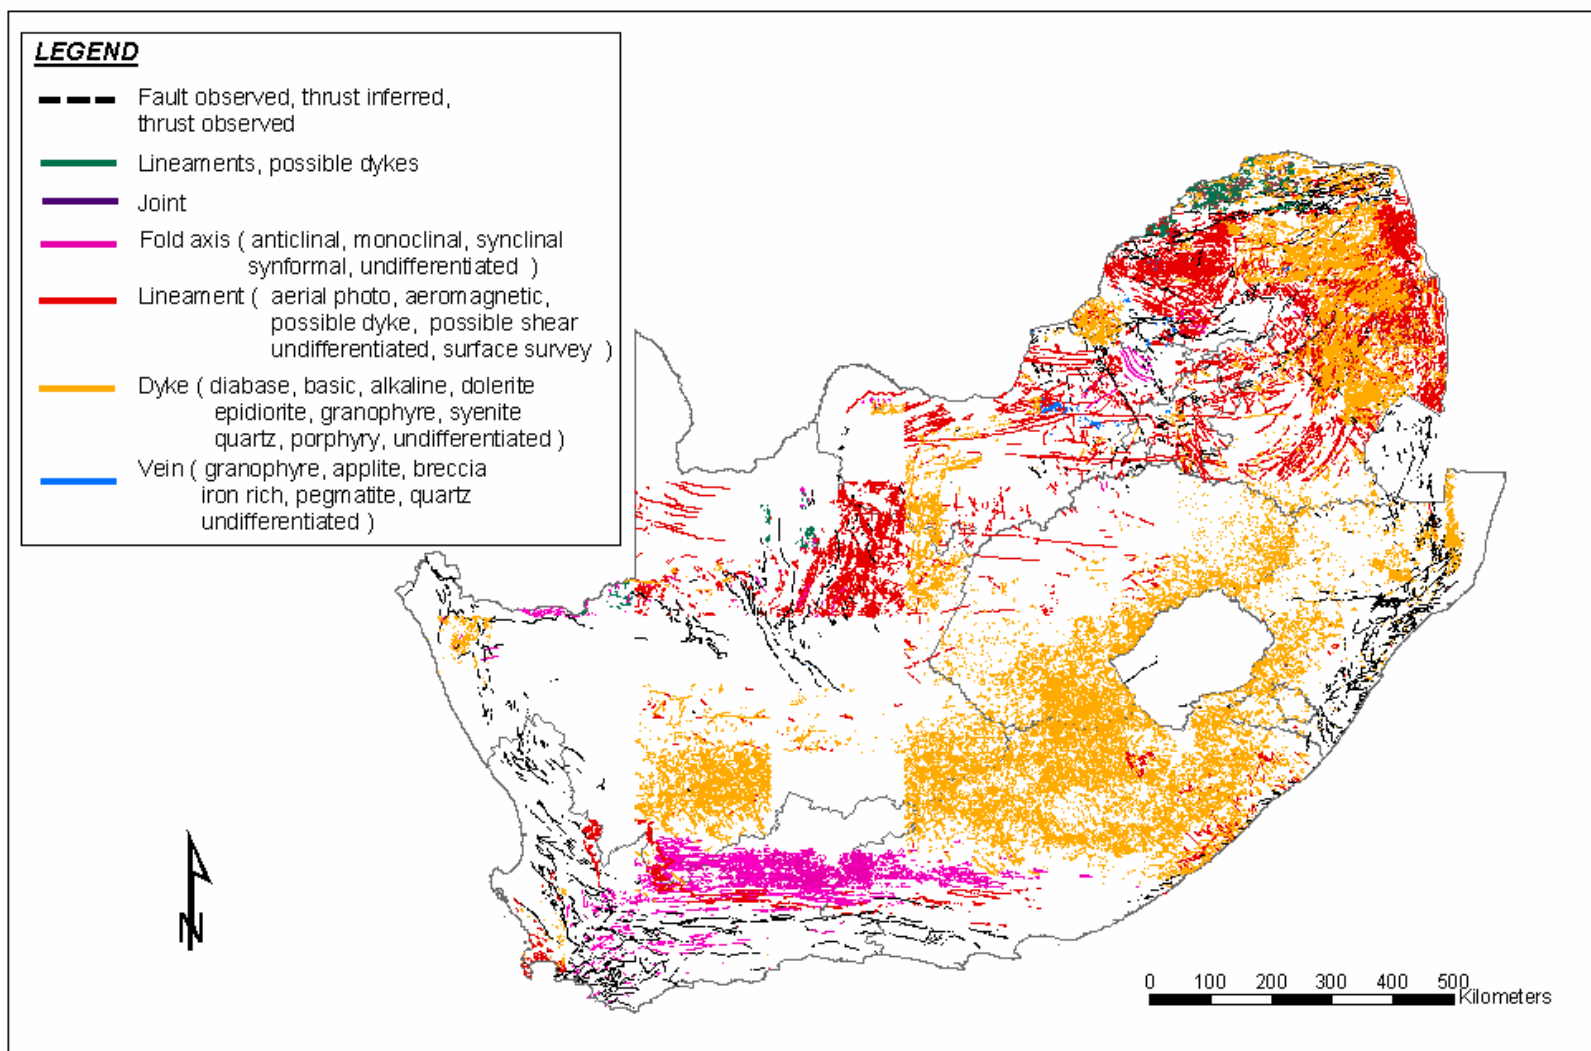 LEGEND
Fault observed, thrust inferred,
thrust observed
Lineaments, possible dykes
Joint
Fold axis ( anticlinal, monoclinal, synclinal
synformal, undifferentiated )
Lineament ( aerial photo, aeromagnetic,
possible dyke, possible shear
undifferentiated, surface survey )
Dyke ( diabase, basic, alkaline, dolerite
epidiorite, granophyre, syenite
quartz, porphyry, undifferentiated )
Vein ( granophyre, applite, breccia
iron rich, pegmatite, quartz
undifferentiated )
N
0 100 200 300 400 500
Kilometers